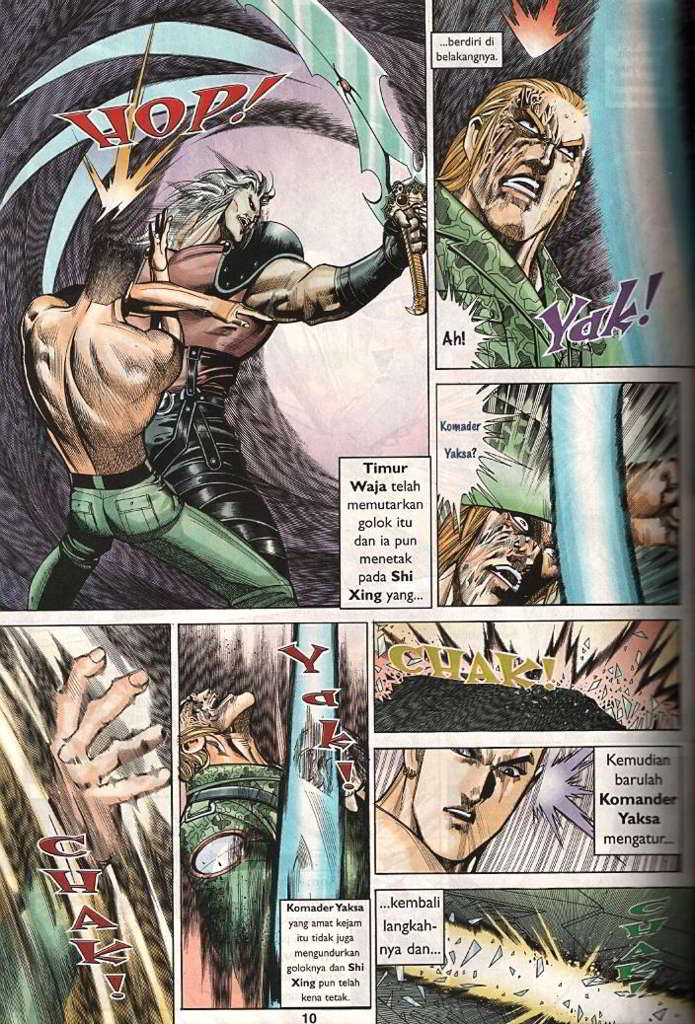 HOP!
Timur
Waja telah
memutarkan
golok itu
dan ia pun
menetak
pada Shi
Xing yang...
...berdiri di
belakangnya.
Ah!
Yak!
Komader
Yaksa?
CHAK!
Yak!
Komader Yaksa
yang amat kejam
itu tidak juga
mengundurkan
goloknya dan Shi
Xing pun telah
kena tetak.
CHAK!
Kemudian
barulah
Komander
Yaksa
mengatur...
...kembali
langkah-
nya dan...
CHAK!
10